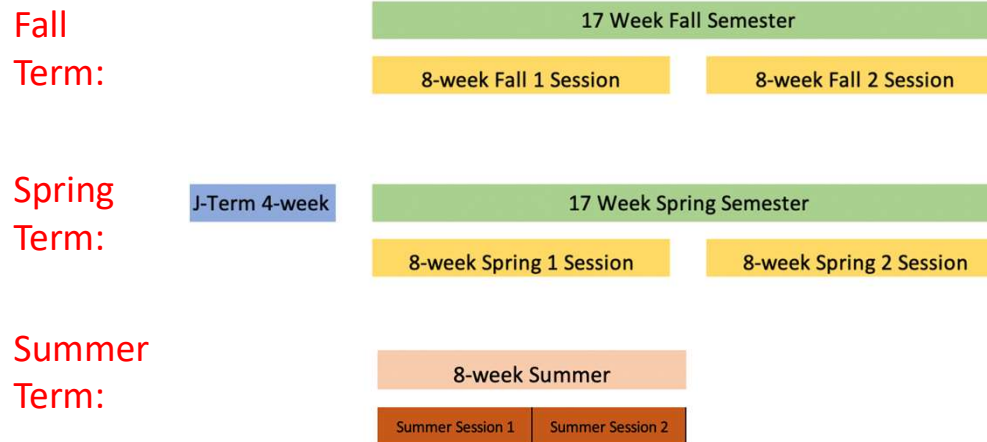 Fall
Term:
17 Week Fall Semester
8-week Fall 1 Session
8-week Fall 2 Session
Spring
Term:
J-Term 4-week
17 Week Spring Semester
8-week Spring 1 Session
8-week Spring 2 Session
Summer
Term:
8-week Summer
Summer Session 1
Summer Session 2